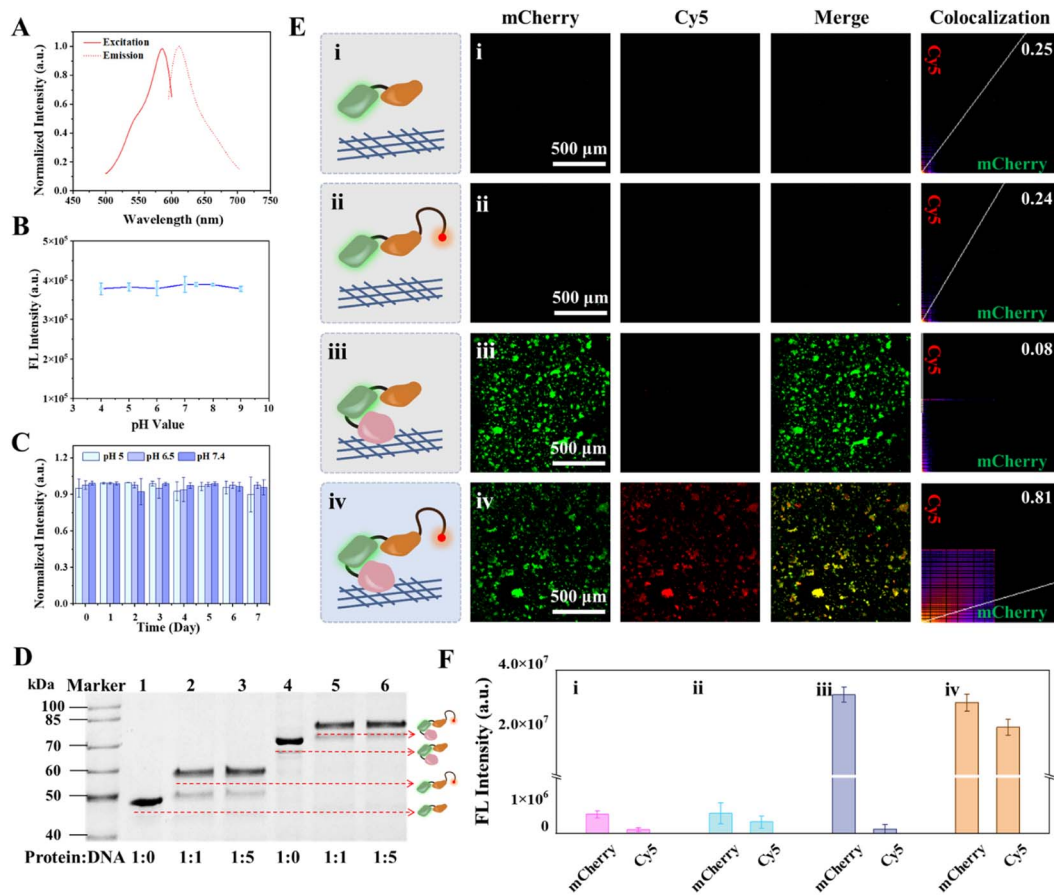 A
Normalized Intensity (a.u.)
1.0
0.8
0.6
0.4
0.2
0.0
Excitation
Emission
450 500 550 600 650 700 750
Wavelength (nm)
B
FL Intensity (a.u.)
5×10⁵
4×10⁵
3×10⁵
2×10⁵
1×10⁵
3 4 5 6 7 8 9 10
pH Value
C
Normalized Intensity (a.u.)
1.2
0.9
0.6
0.3
0.0
pH 5 pH 6.5 pH 7.4
0 1 2 3 4 5 6 7
Time (Day)
D
kDa Marker 1 2 3 4 5 6
100
85
70
60
50
40
Protein:DNA 1:0 1:1 1:5 1:0 1:1 1:5
E
mCherry Cy5 Merge Colocalization
i
i
500 μm
Cy5
0.25
mCherry
ii
ii
500 μm
Cy5
0.24
mCherry
iii
iii
500 μm
Cy5
0.08
mCherry
iv
iv
500 μm
Cy5
0.81
mCherry
F
FL Intensity (a.u.)
4.0×10⁷
2.0×10⁷
1×10⁶
0
i ii iii iv
mCherry Cy5 mCherry Cy5 mCherry Cy5 mCherry Cy5